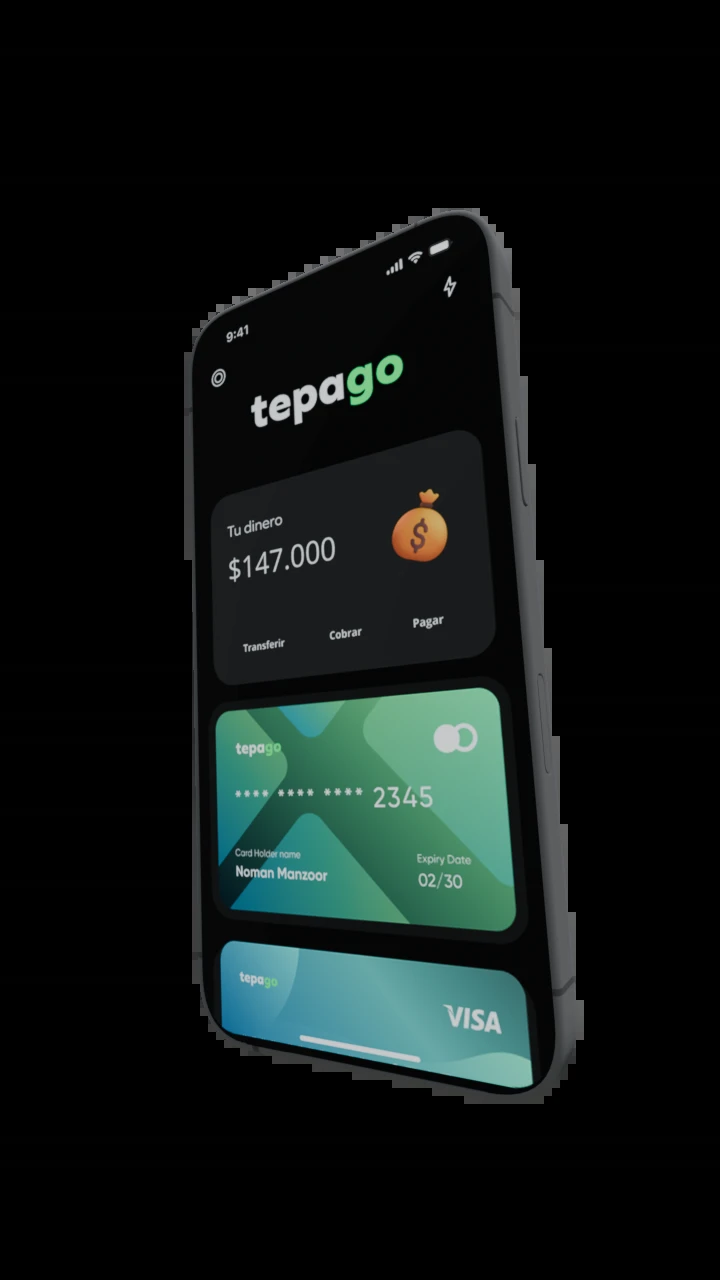 9:41
tepago
Tu dinero
$147.000
Transferir Cobrar Pagar
tepago
**** **** **** 2345
Card Holder name
Noman Manzoor
Expiry Date
02/30
tepago
VISA